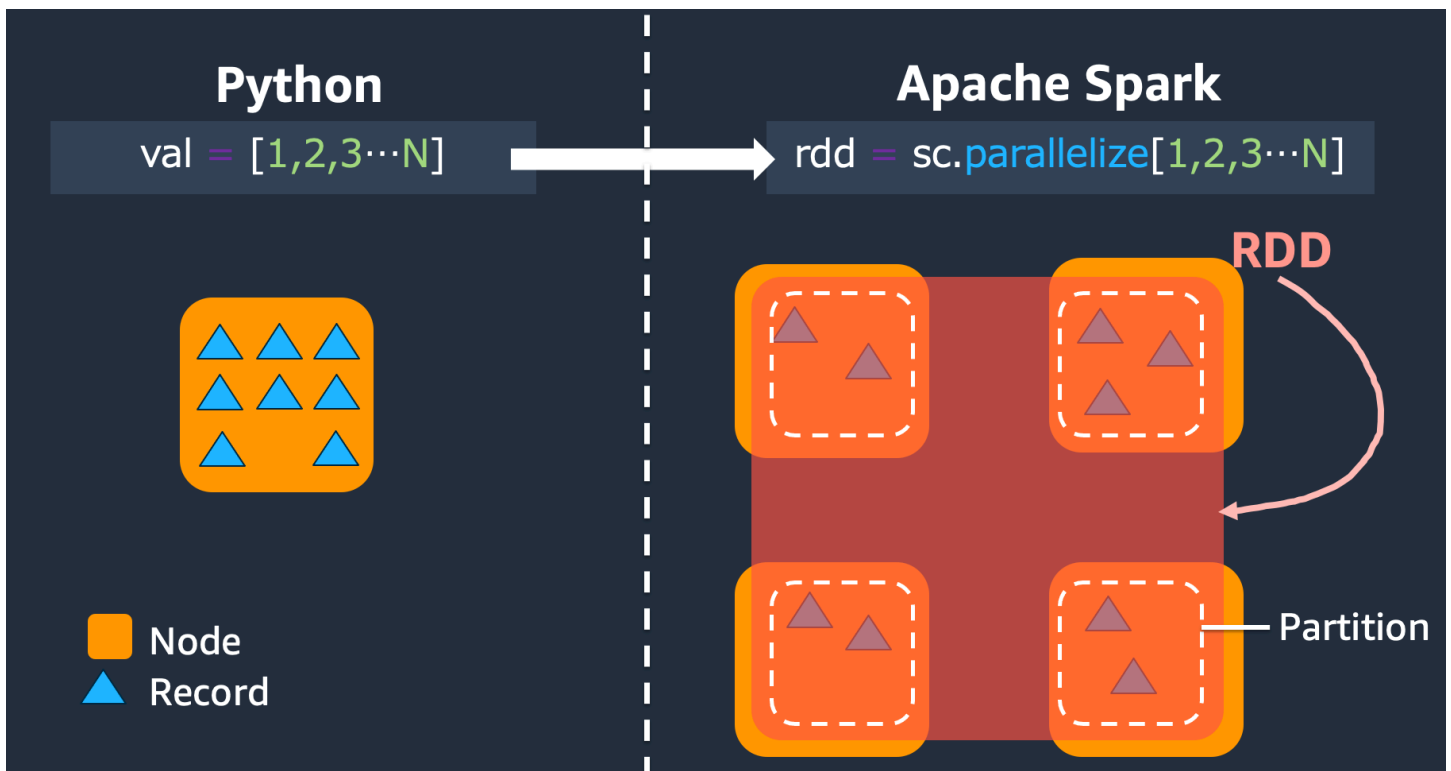 Python
val = [1,2,3···N]
Node
Record
Apache Spark
rdd = sc.parallelize[1,2,3···N]
RDD
Partition